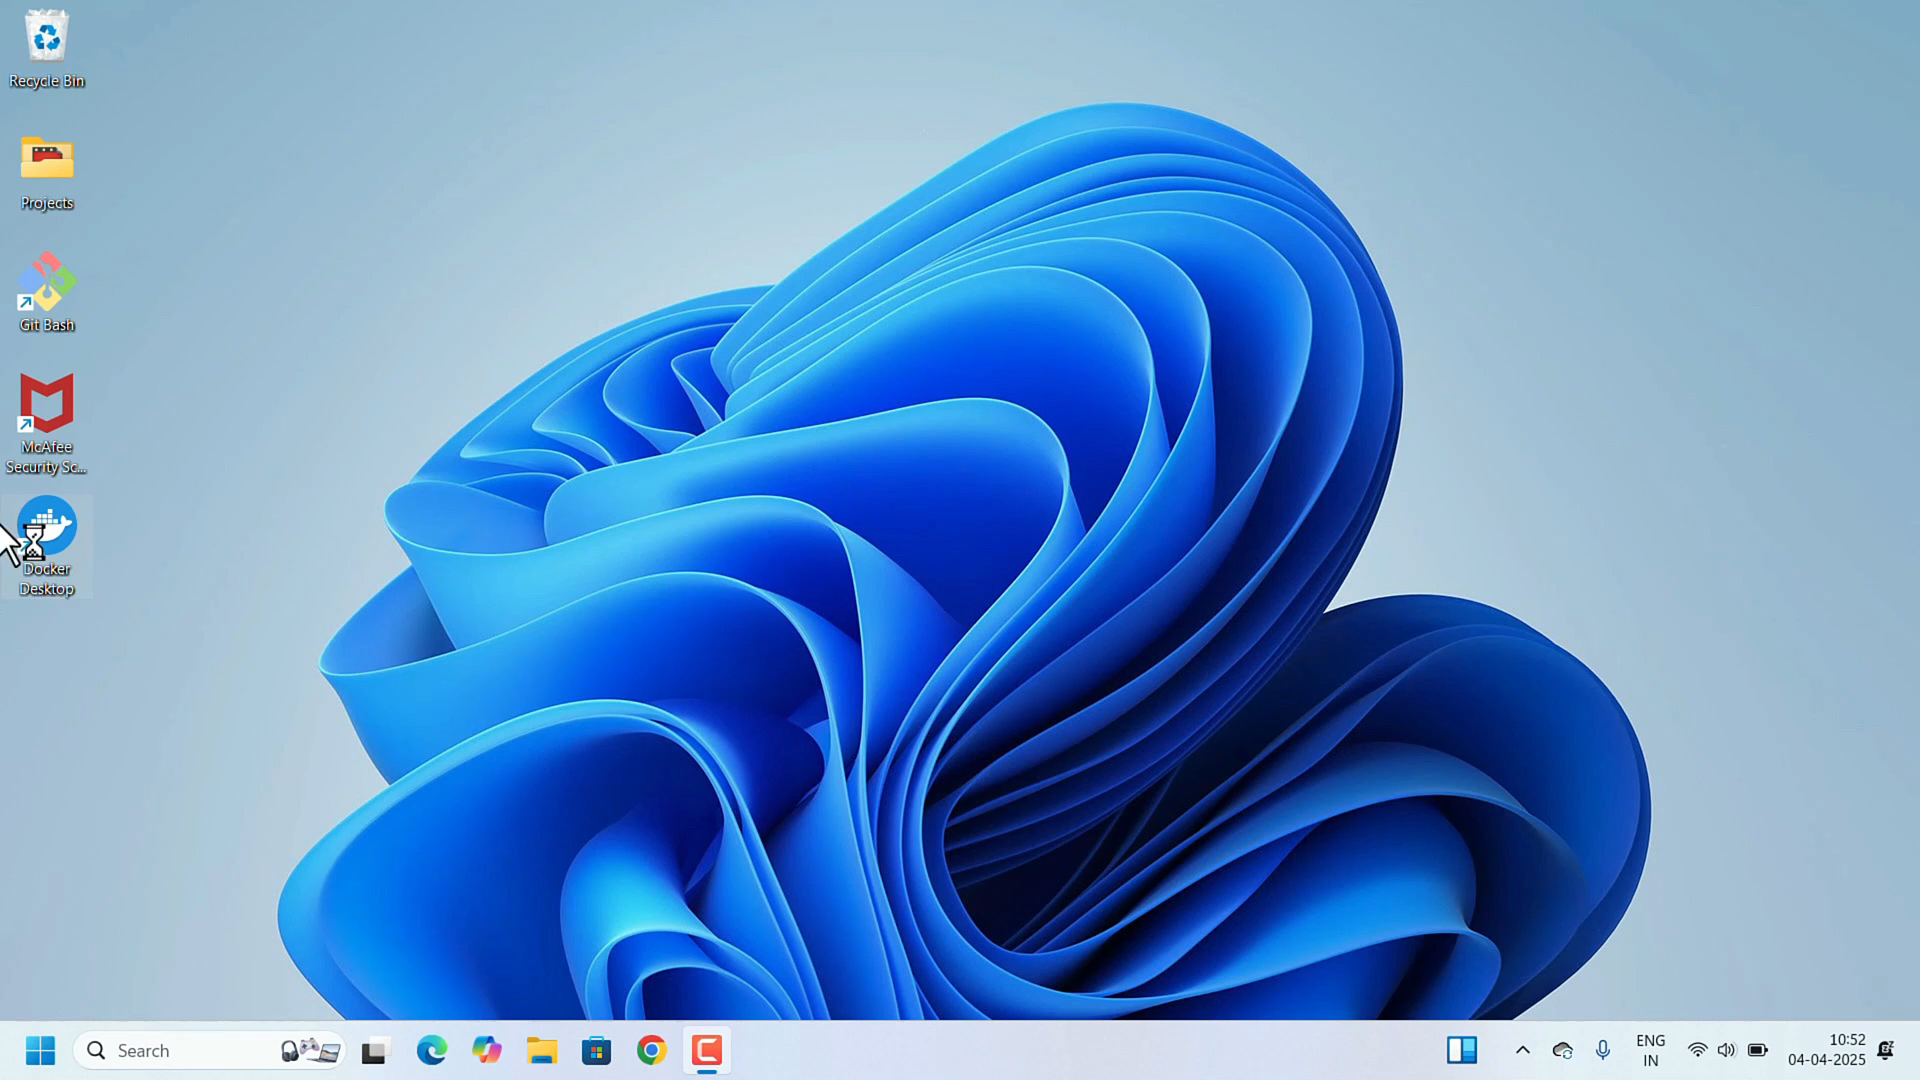 Recycle Bin
Projects
Git Bash
McAfee
Security Sc...
Docker
Desktop
Search
ENG
IN
10:52
04-04-2025